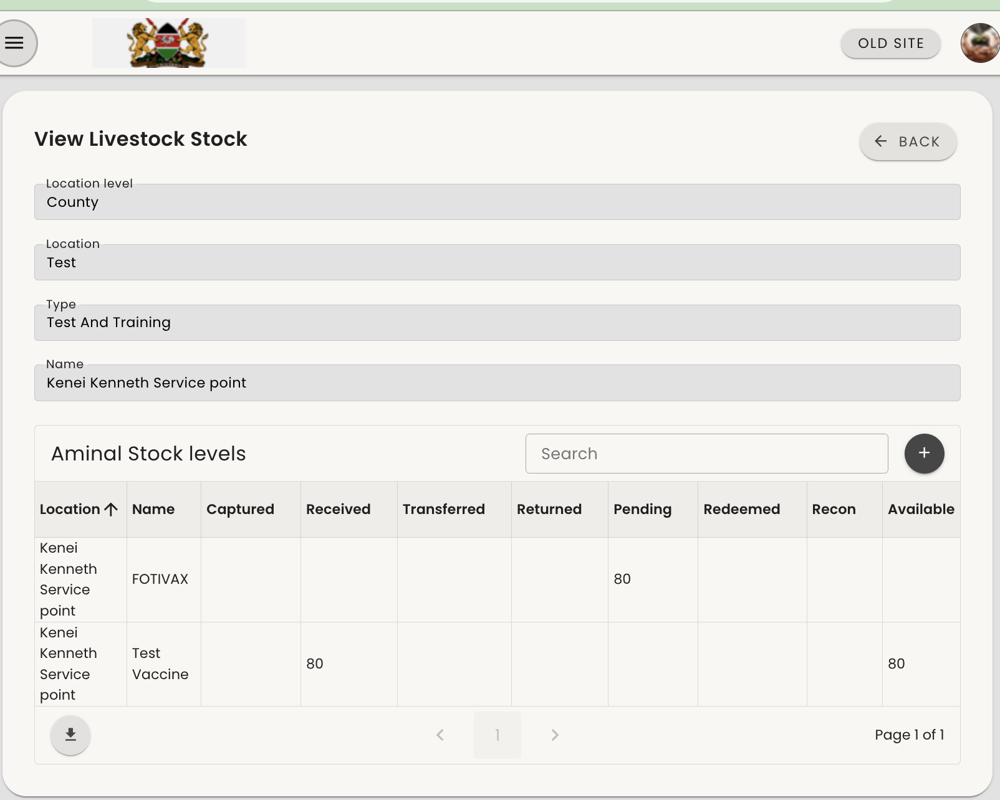 OLD SITE
View Livestock Stock
BACK
Location level
County
Location
Test
Type
Test And Training
Name
Kenei Kenneth Service point
Aminal Stock levels
Search
Location Name Captured Received Transferred Returned Pending Redeemed Recon Available
Kenei
Kenneth
Service
point
FOTIVAX
80
Kenei
Kenneth
Service
point
Test
Vaccine
80
80
1
Page 1 of 1